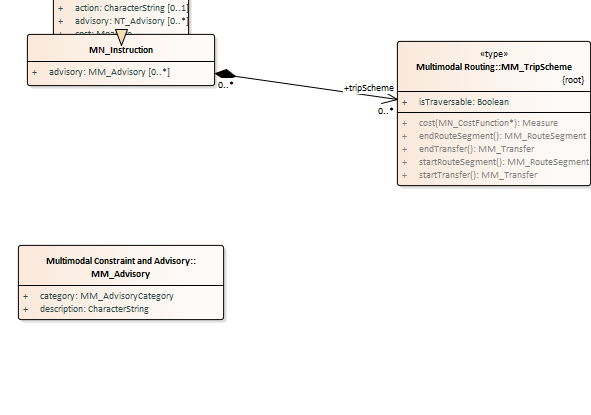 + action: CharacterString [0..1]
+ advisory: NT_Advisory [0..*]
+ cost: Measure
MN_Instruction
+ advisory: MM_Advisory [0..*]
0..*
+tripScheme
0..*
«type»
Multimodal Routing::MM_TripScheme
{root}
+ isTraversable: Boolean
+ cost(MN_CostFunction*): Measure
+ endRouteSegment(): MM_RouteSegment
+ endTransfer(): MM_Transfer
+ startRouteSegment(): MM_RouteSegment
+ startTransfer(): MM_Transfer
Multimodal Constraint and Advisory::
MM_Advisory
+ category: MM_AdvisoryCategory
+ description: CharacterString